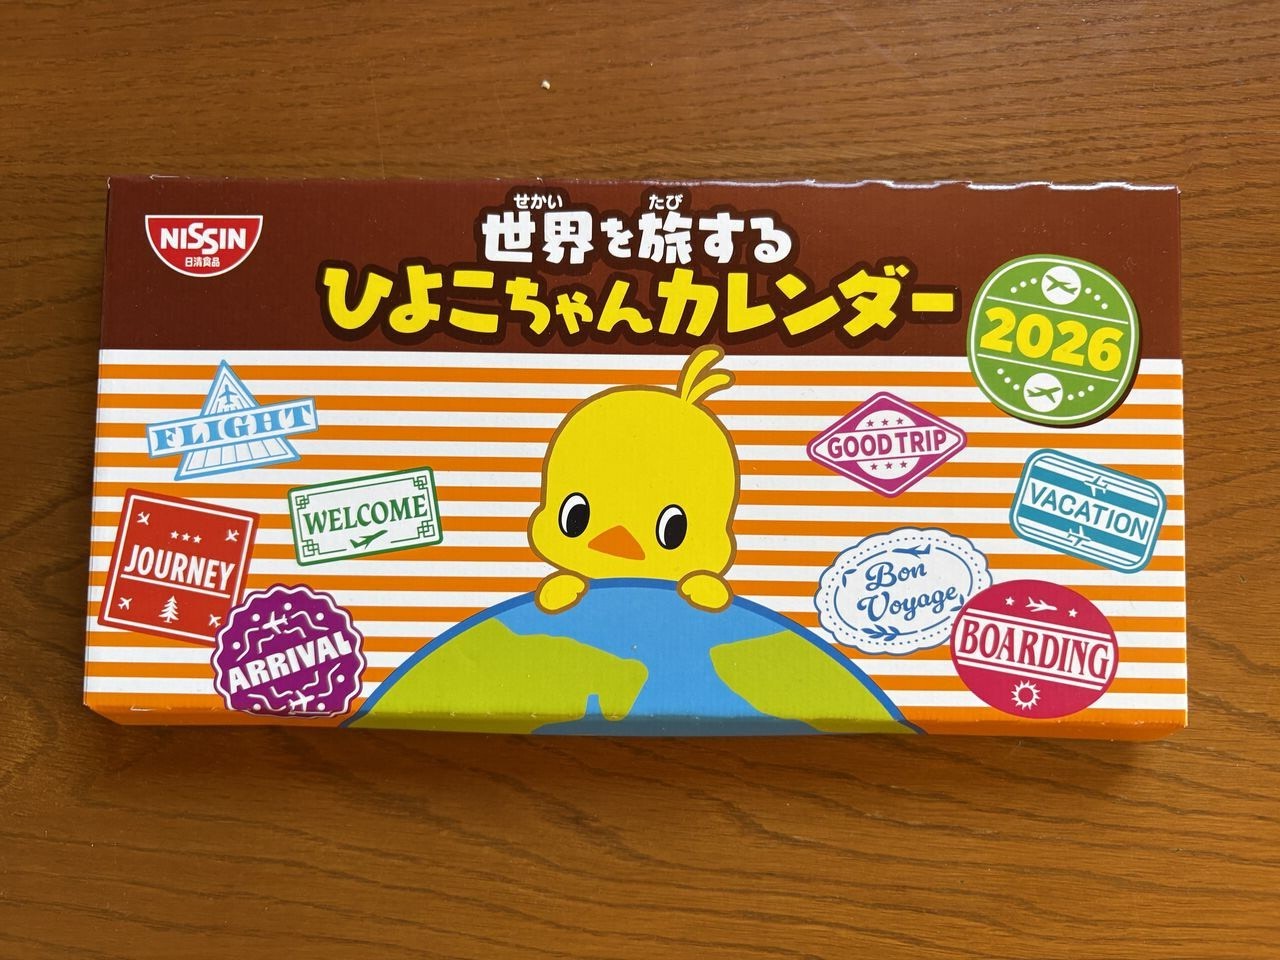 NISSIN
日清食品
せかい たび
世界を旅する
ひよこちゃんカレンダー
2026
FLIGHT
GOOD TRIP
WELCOME
VACATION
JOURNEY
Bon
Voyage
ARRIVAL
BOARDING